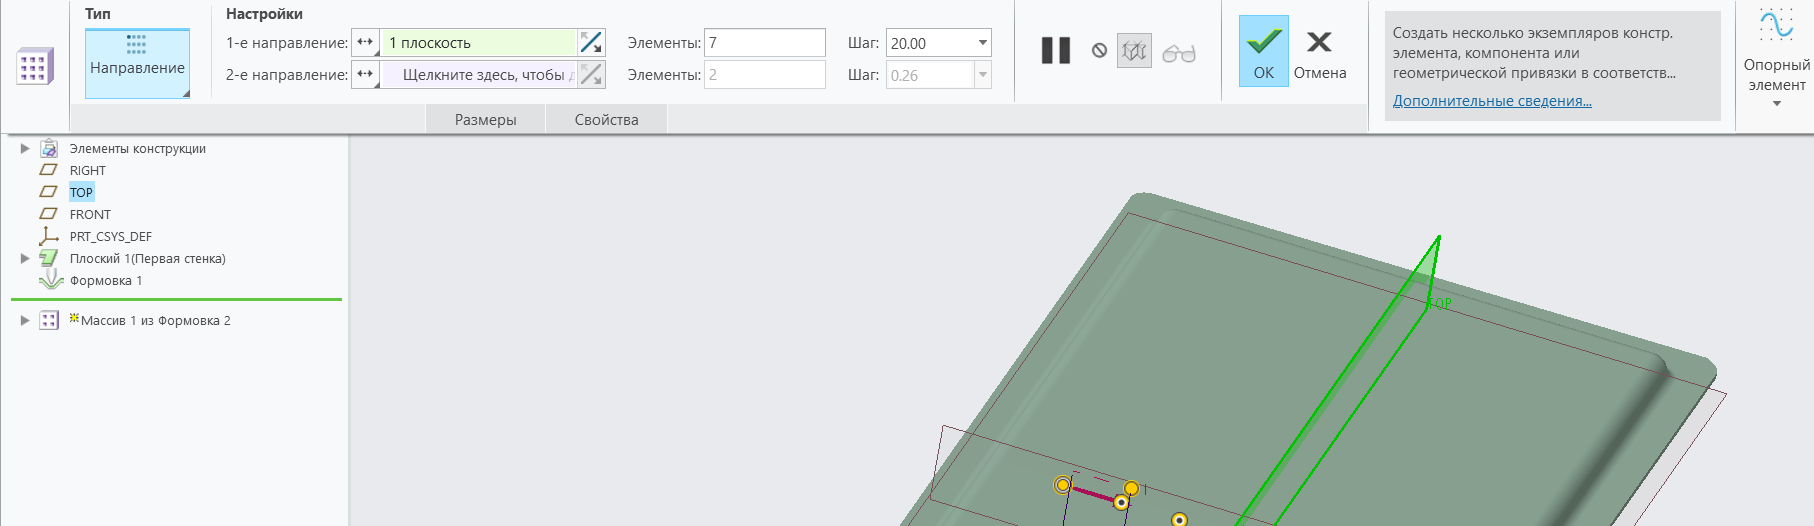 Тип
Настройки
Направление
1-е направление: 1 плоскость Элементы: 7 Шаг: 20.00
2-е направление: Щелкните здесь, чтобы Элементы: 2 Шаг: 0.26
OK Отмена
Создать несколько экземпляров констр.
элемента, компонента или
геометрической привязки в соответств...
Дополнительные сведения...
Опорный
элемент
Размеры Свойства
Элементы конструкции
RIGHT
TOP
FRONT
PRT_CSYS_DEF
Плоский 1(Первая стенка)
Формовка 1
Массив 1 из Формовка 2
TOP